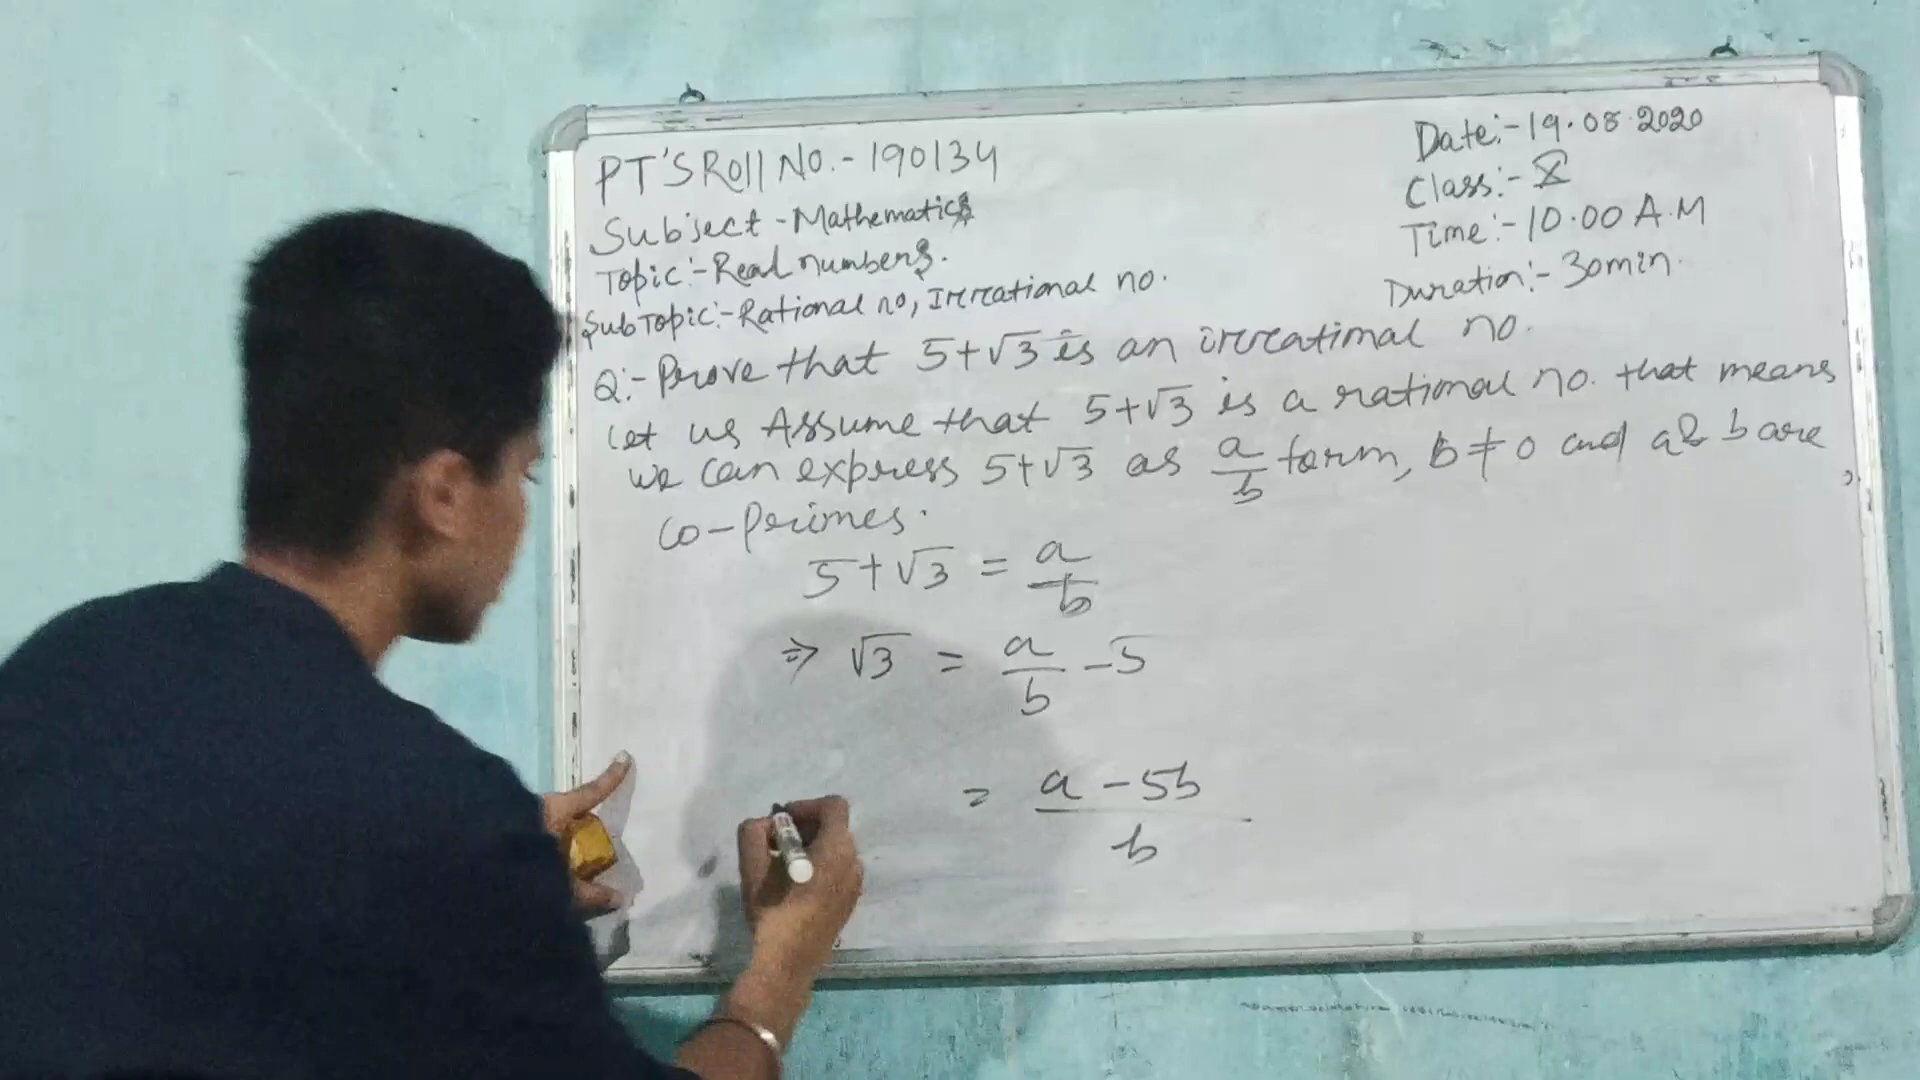 PT'S Roll No.- 190134
Subject - Mathematics
Topic:- Real numbers.
SubTopic:- Rational no, Irrational no.
Date:- 19.08.2020
Class:- X
Time:- 10.00 A.M
Duration:- 30min.
Q:- Prove that 5+√3 is an irrational no.
Let us Assume that 5+√3 is a rational no. that means
we can express 5+√3 as a/b form, b ≠ 0 and a & b are,
co-primes.
5+√3 = a/b
⇒ √3 = a/b - 5
= a - 5b / b